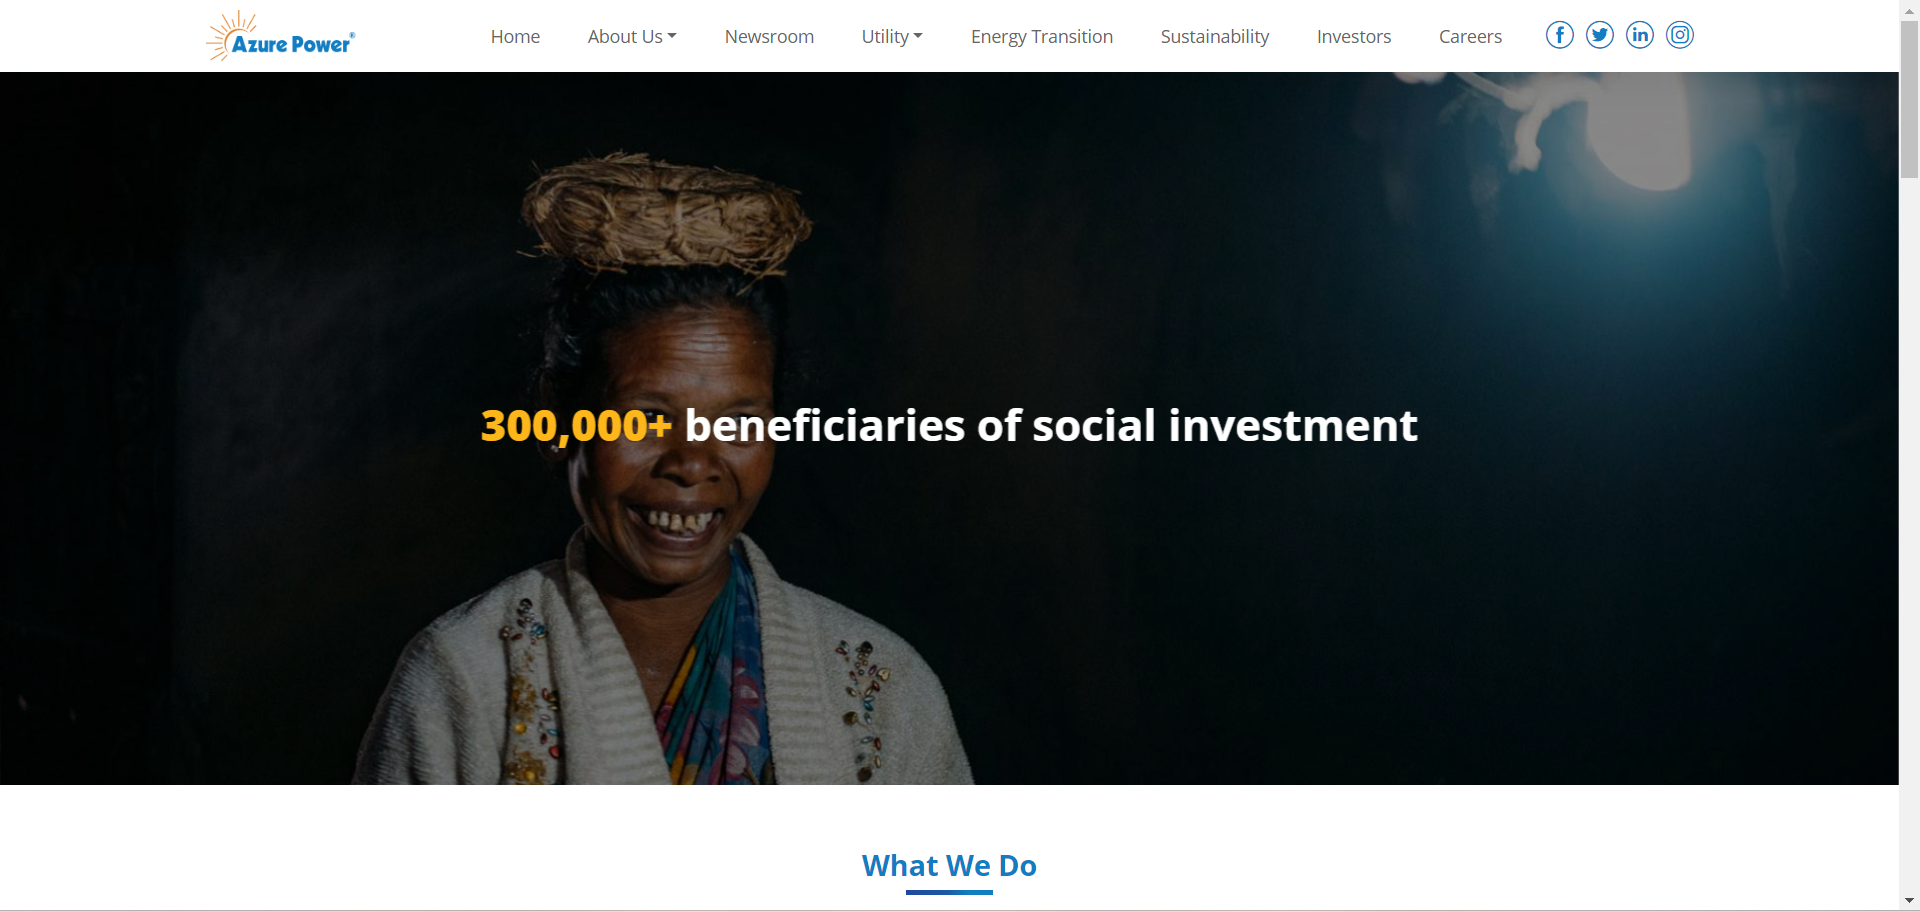 Azure Power®
Home About Us Newsroom Utility Energy Transition Sustainability Investors Careers
300,000+ beneficiaries of social investment
What We Do